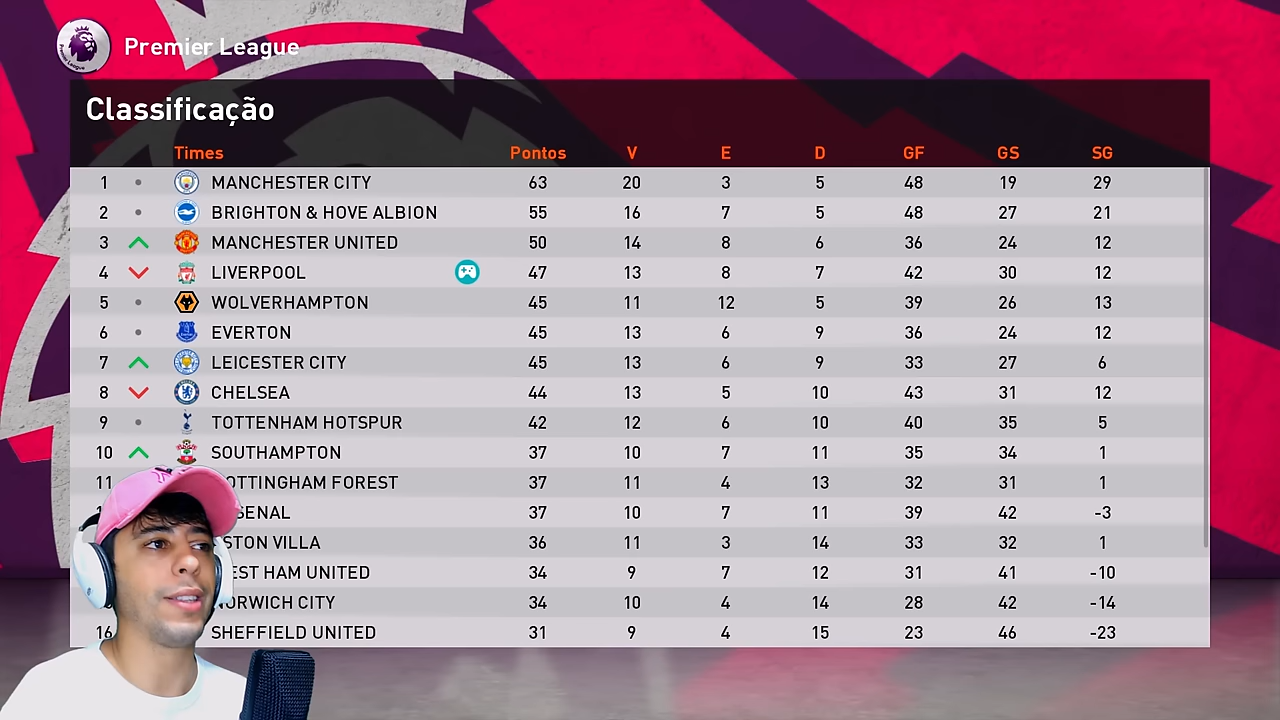 Premier League
Classificação
Times Pontos V E D GF GS SG
1 MANCHESTER CITY 63 20 3 5 48 19 29
2 BRIGHTON & HOVE ALBION 55 16 7 5 48 27 21
3 MANCHESTER UNITED 50 14 8 6 36 24 12
4 LIVERPOOL 47 13 8 7 42 30 12
5 WOLVERHAMPTON 45 11 12 5 39 26 13
6 EVERTON 45 13 6 9 36 24 12
7 LEICESTER CITY 45 13 6 9 33 27 6
8 CHELSEA 44 13 5 10 43 31 12
9 TOTTENHAM HOTSPUR 42 12 6 10 40 35 5
10 SOUTHAMPTON 37 10 7 11 35 34 1
11 OTTINGHAM FOREST 37 11 4 13 32 31 1
SENAL 37 10 7 11 39 42 -3
STON VILLA 36 11 3 14 33 32 1
EST HAM UNITED 34 9 7 12 31 41 -10
NORWICH CITY 34 10 4 14 28 42 -14
16 SHEFFIELD UNITED 31 9 4 15 23 46 -23